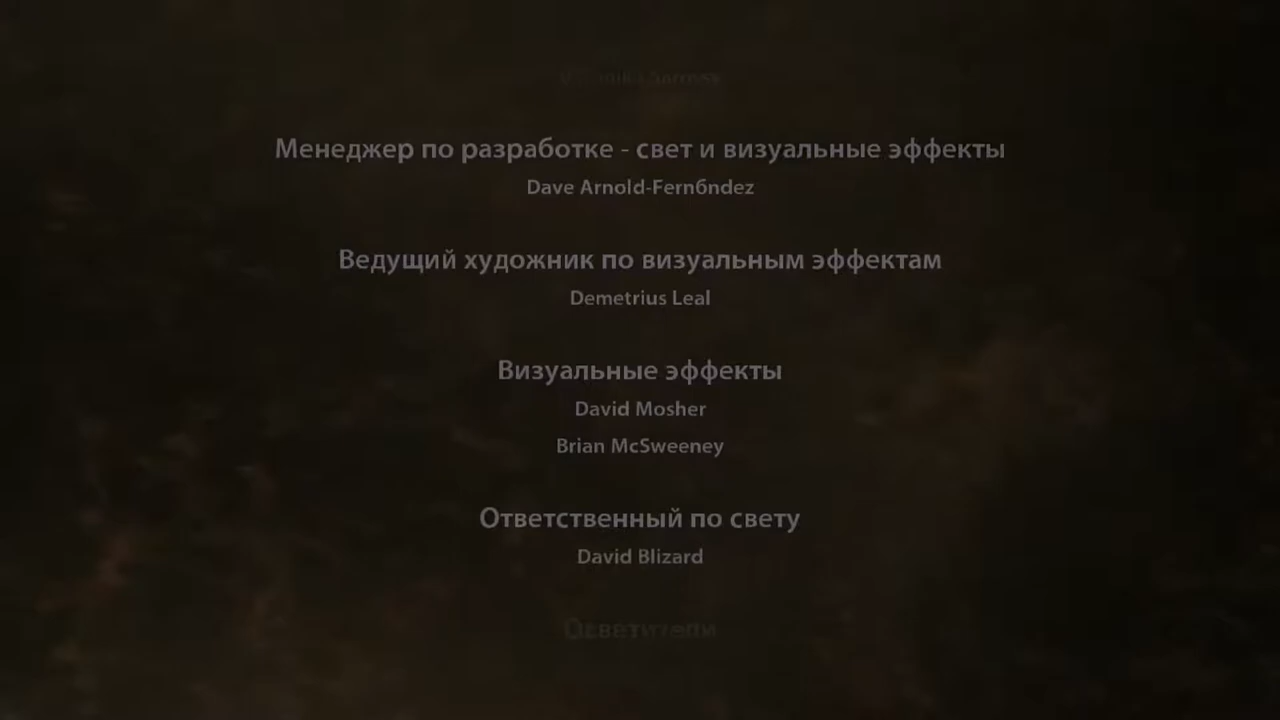 Менеджер по разработке - свет и визуальные эффекты
Dave Arnold-Fernбndez
Ведущий художник по визуальным эффектам
Demetrius Leal
Визуальные эффекты
David Mosher
Brian McSweeney
Ответственный по свету
David Blizard
Осветители